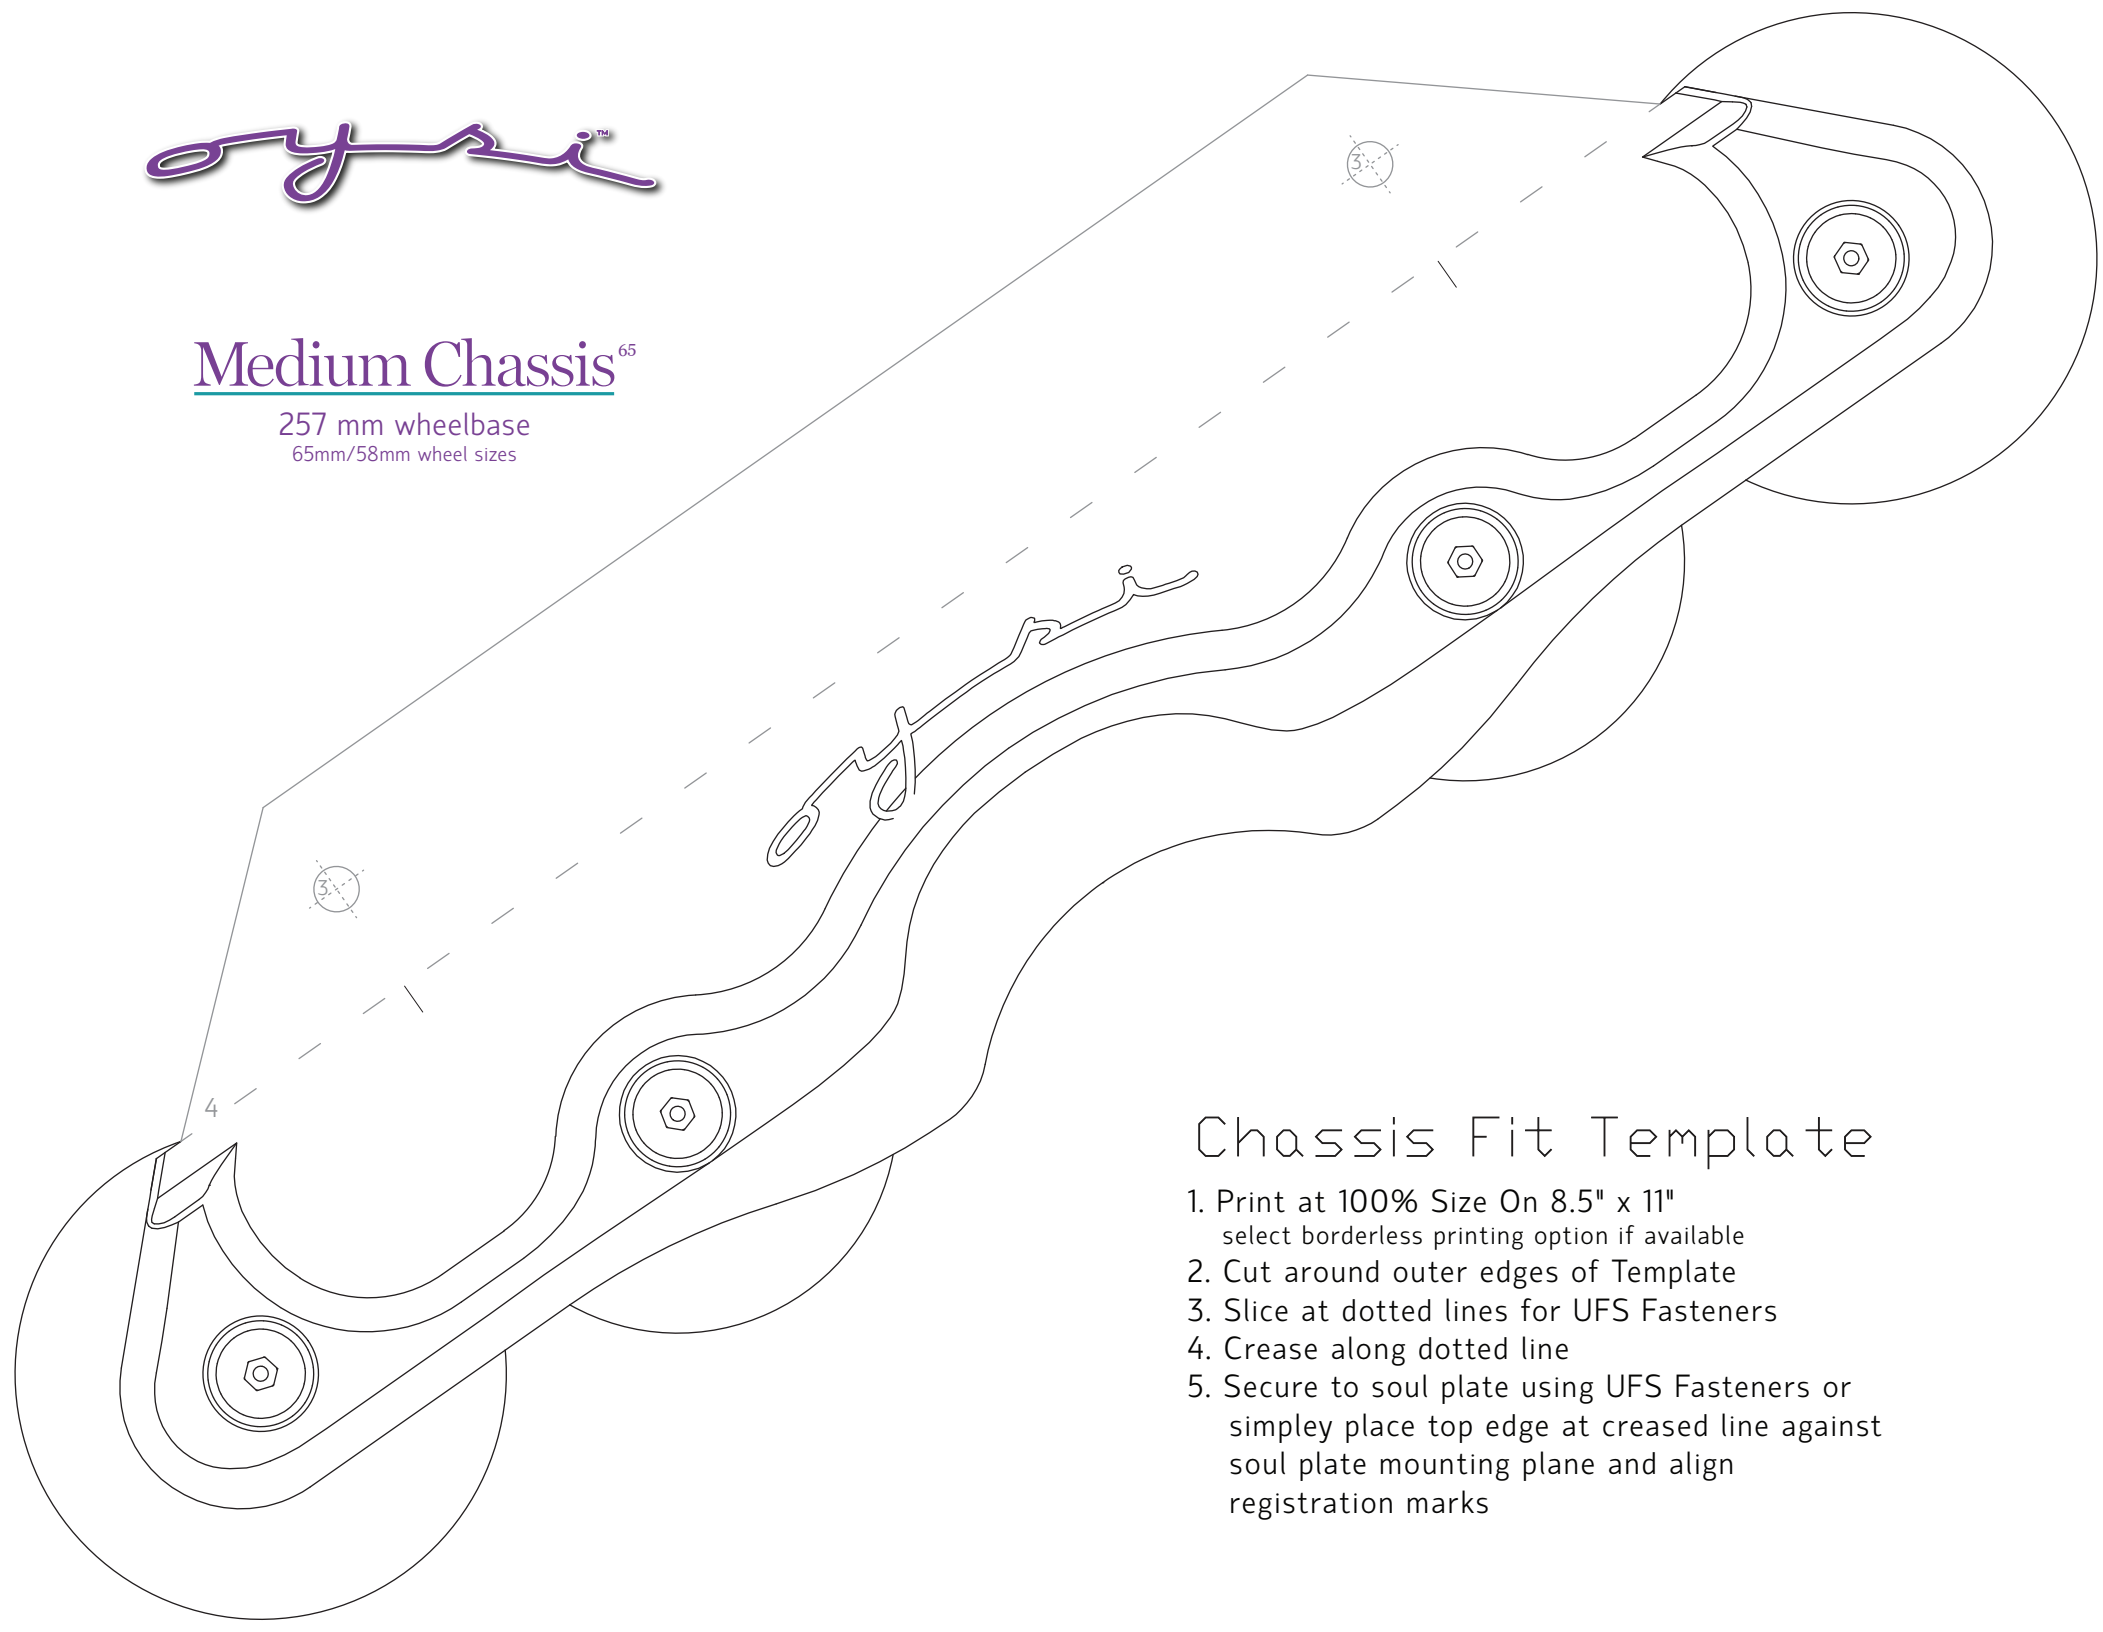 oysi™
Medium Chassis 65
257 mm wheelbase
65mm/58mm wheel sizes
3
oysi
3
4
Chassis Fit Template
1. Print at 100% Size On 8.5" x 11"
select borderless printing option if available
2. Cut around outer edges of Template
3. Slice at dotted lines for UFS Fasteners
4. Crease along dotted line
5. Secure to soul plate using UFS Fasteners or
simpley place top edge at creased line against
soul plate mounting plane and align
registration marks